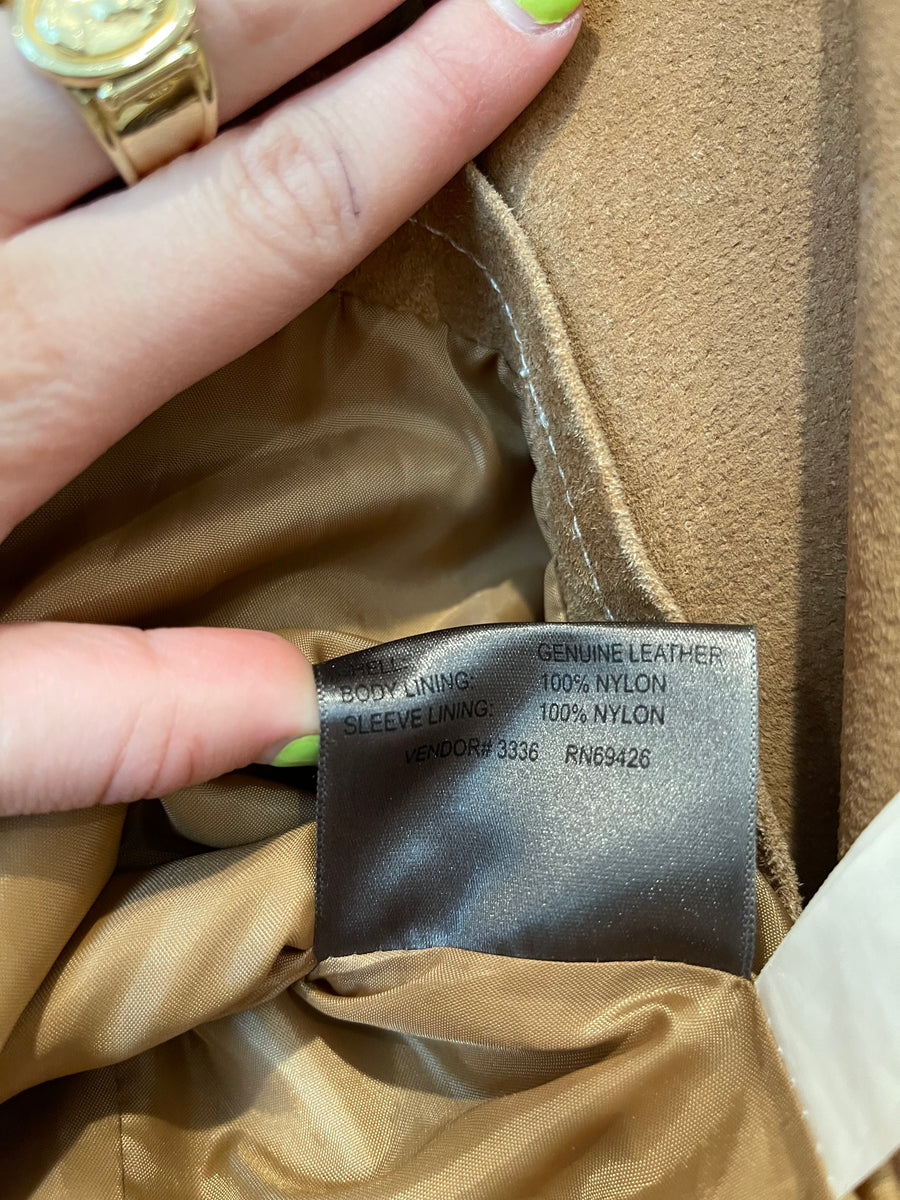 SHELL: GENUINE LEATHER
BODY LINING: 100% NYLON
SLEEVE LINING: 100% NYLON
VENDOR# 3336 RN69426